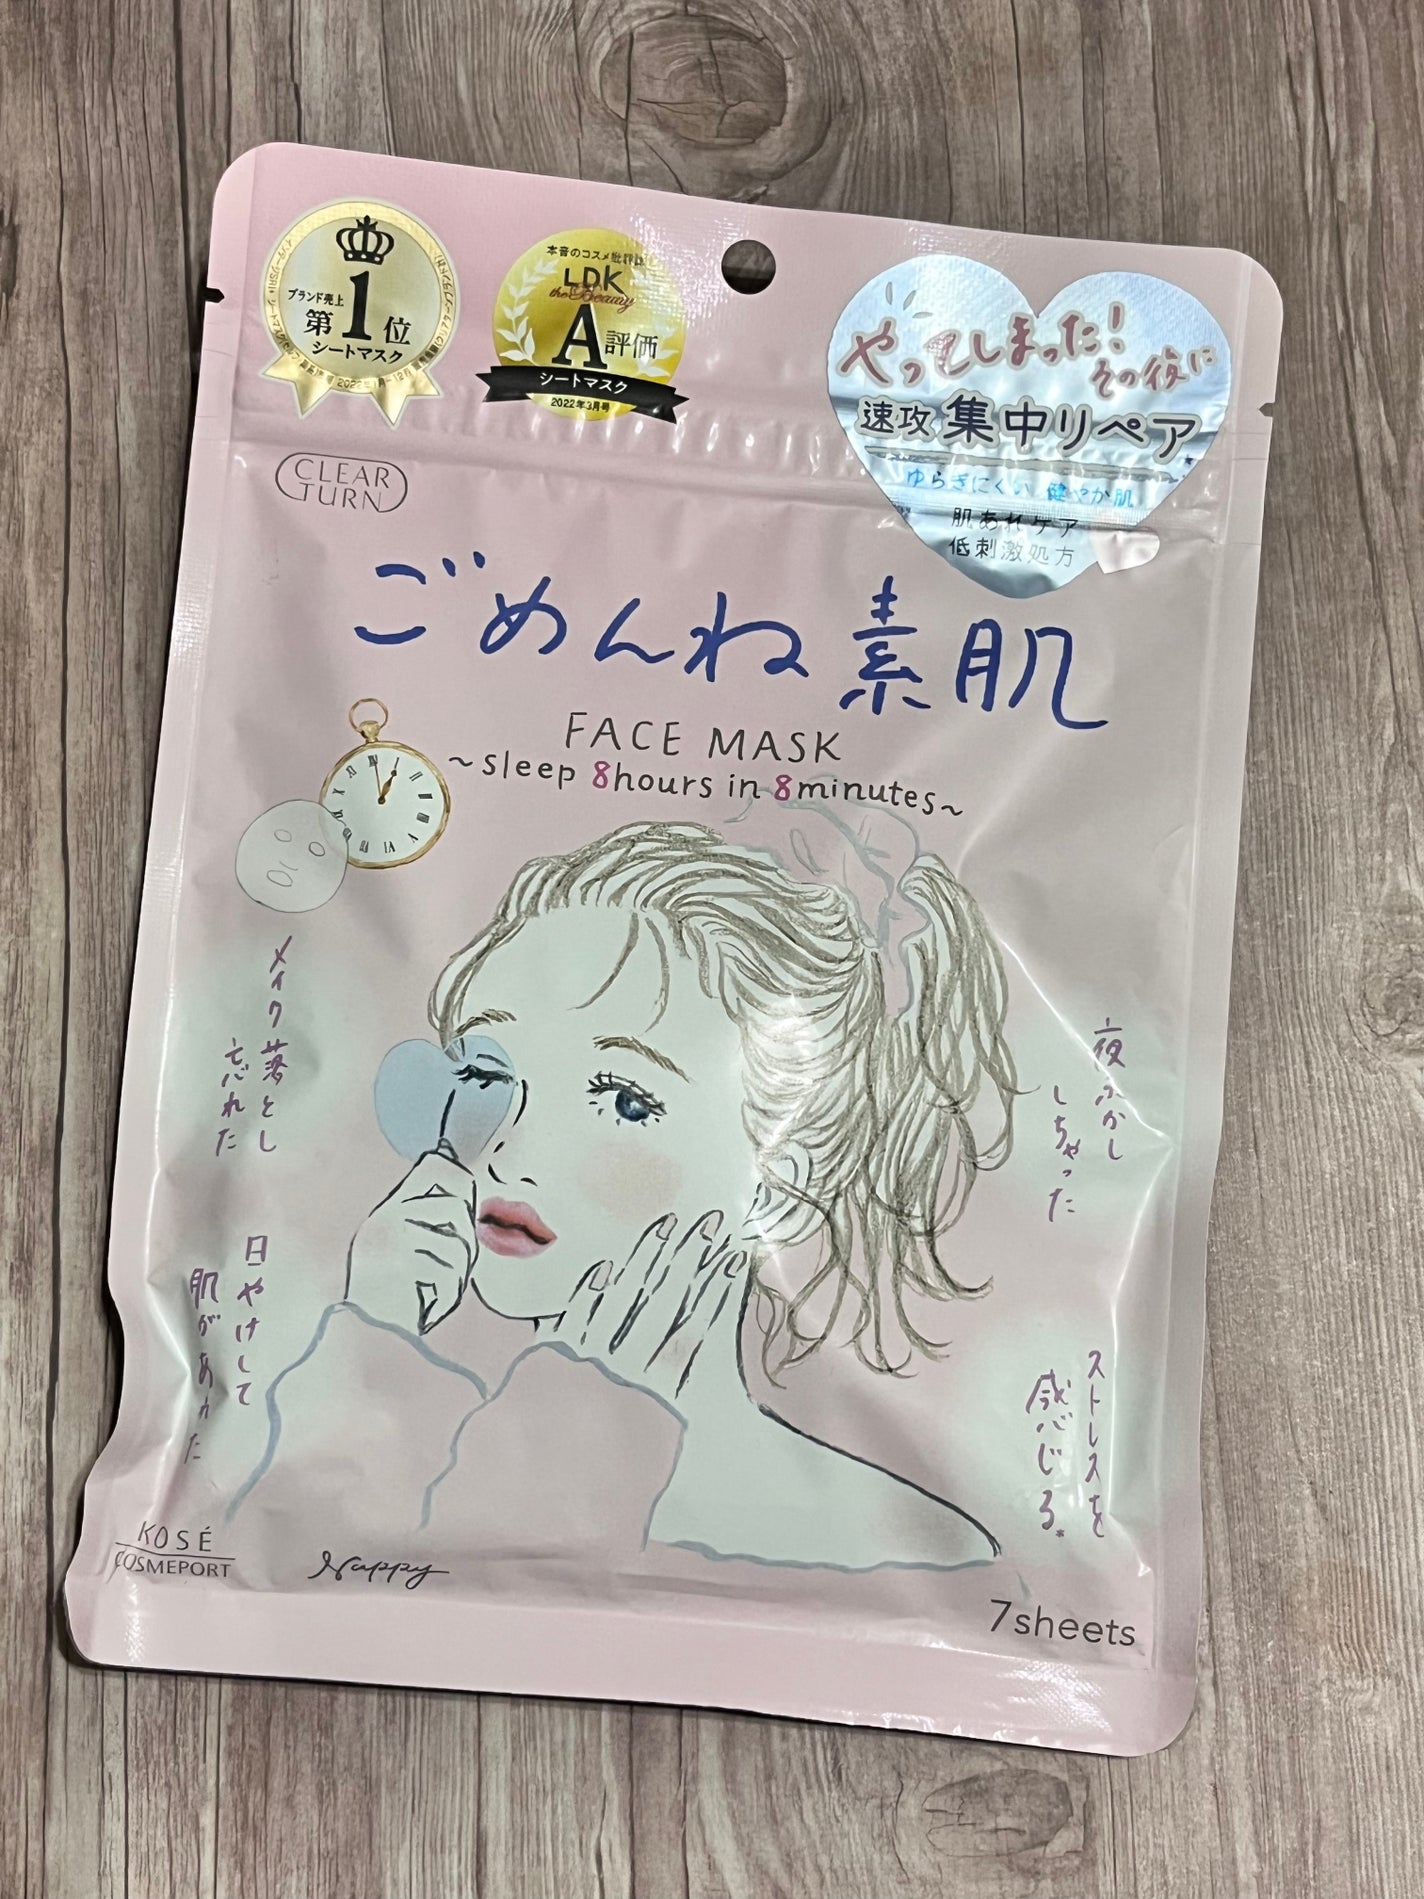 ブランド売上
第1位
シートマスク
本音のコスメ批評誌
LDK
the Beauty
A評価
シートマスク
2022年3月号
やってしまった!
その夜に
速攻集中リペア
ゆらぎにくい 健やか肌
肌あれケア
低刺激処方
CLEAR
TURN
ごめんね素肌
FACE MASK
~sleep 8hours in 8minutes~
メイク落とし
忘れた
夜ふかし
しちゃった
日やけして
肌があれた
ストレスを
感じる*
KOSÉ
COSMEPORT
Nappy
7sheets